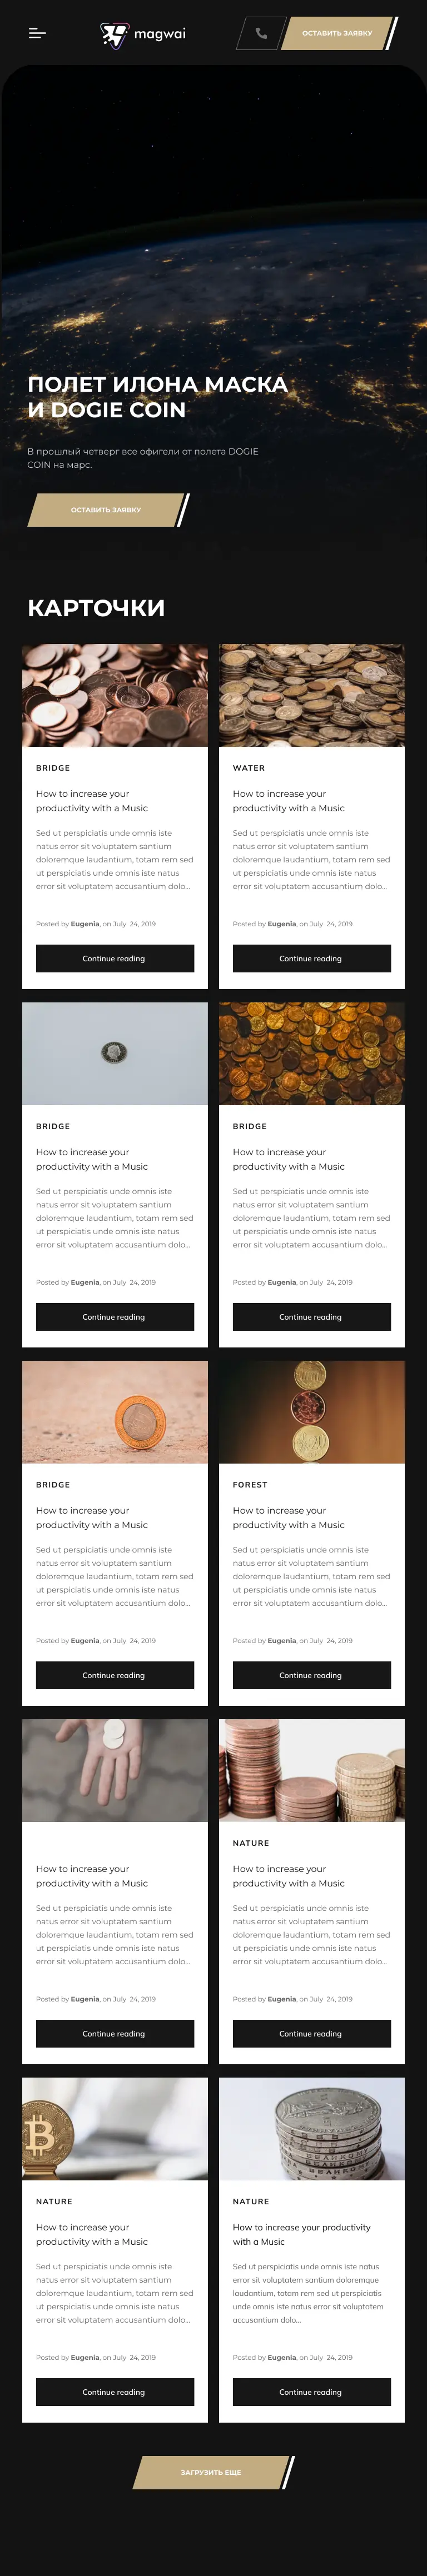 magwai
ОСТАВИТЬ ЗАЯВКУ
ПОЛЕТ ИЛОНА МАСКА
И DOGIE COIN
В прошлый четверг все офигели от полета DOGIE
COIN на марс.
ОСТАВИТЬ ЗАЯВКУ
КАРТОЧКИ
BRIDGE
How to increase your
productivity with a Music
Sed ut perspiciatis unde omnis iste
natus error sit voluptatem santium
doloremque laudantium, totam rem sed
ut perspiciatis unde omnis iste natus
error sit voluptatem accusantium dolo...
Posted by Eugenia, on July 24, 2019
Continue reading
WATER
How to increase your
productivity with a Music
Sed ut perspiciatis unde omnis iste
natus error sit voluptatem santium
doloremque laudantium, totam rem sed
ut perspiciatis unde omnis iste natus
error sit voluptatem accusantium dolo...
Posted by Eugenia, on July 24, 2019
Continue reading
BRIDGE
How to increase your
productivity with a Music
Sed ut perspiciatis unde omnis iste
natus error sit voluptatem santium
doloremque laudantium, totam rem sed
ut perspiciatis unde omnis iste natus
error sit voluptatem accusantium dolo...
Posted by Eugenia, on July 24, 2019
Continue reading
BRIDGE
How to increase your
productivity with a Music
Sed ut perspiciatis unde omnis iste
natus error sit voluptatem santium
doloremque laudantium, totam rem sed
ut perspiciatis unde omnis iste natus
error sit voluptatem accusantium dolo...
Posted by Eugenia, on July 24, 2019
Continue reading
BRIDGE
How to increase your
productivity with a Music
Sed ut perspiciatis unde omnis iste
natus error sit voluptatem santium
doloremque laudantium, totam rem sed
ut perspiciatis unde omnis iste natus
error sit voluptatem accusantium dolo...
Posted by Eugenia, on July 24, 2019
Continue reading
FOREST
How to increase your
productivity with a Music
Sed ut perspiciatis unde omnis iste
natus error sit voluptatem santium
doloremque laudantium, totam rem sed
ut perspiciatis unde omnis iste natus
error sit voluptatem accusantium dolo...
Posted by Eugenia, on July 24, 2019
Continue reading
How to increase your
productivity with a Music
Sed ut perspiciatis unde omnis iste
natus error sit voluptatem santium
doloremque laudantium, totam rem sed
ut perspiciatis unde omnis iste natus
error sit voluptatem accusantium dolo...
Posted by Eugenia, on July 24, 2019
Continue reading
NATURE
How to increase your
productivity with a Music
Sed ut perspiciatis unde omnis iste
natus error sit voluptatem santium
doloremque laudantium, totam rem sed
ut perspiciatis unde omnis iste natus
error sit voluptatem accusantium dolo...
Posted by Eugenia, on July 24, 2019
Continue reading
NATURE
How to increase your
productivity with a Music
Sed ut perspiciatis unde omnis iste
natus error sit voluptatem santium
doloremque laudantium, totam rem sed
ut perspiciatis unde omnis iste natus
error sit voluptatem accusantium dolo...
Posted by Eugenia, on July 24, 2019
Continue reading
NATURE
How to increase your productivity
with a Music
Sed ut perspiciatis unde omnis iste natus
error sit voluptatem santium doloremque
laudantium, totam rem sed ut perspiciatis
unde omnis iste natus error sit voluptatem
accusantium dolo...
Posted by Eugenia, on July 24, 2019
Continue reading
ЗАГРУЗИТЬ ЕЩЕ